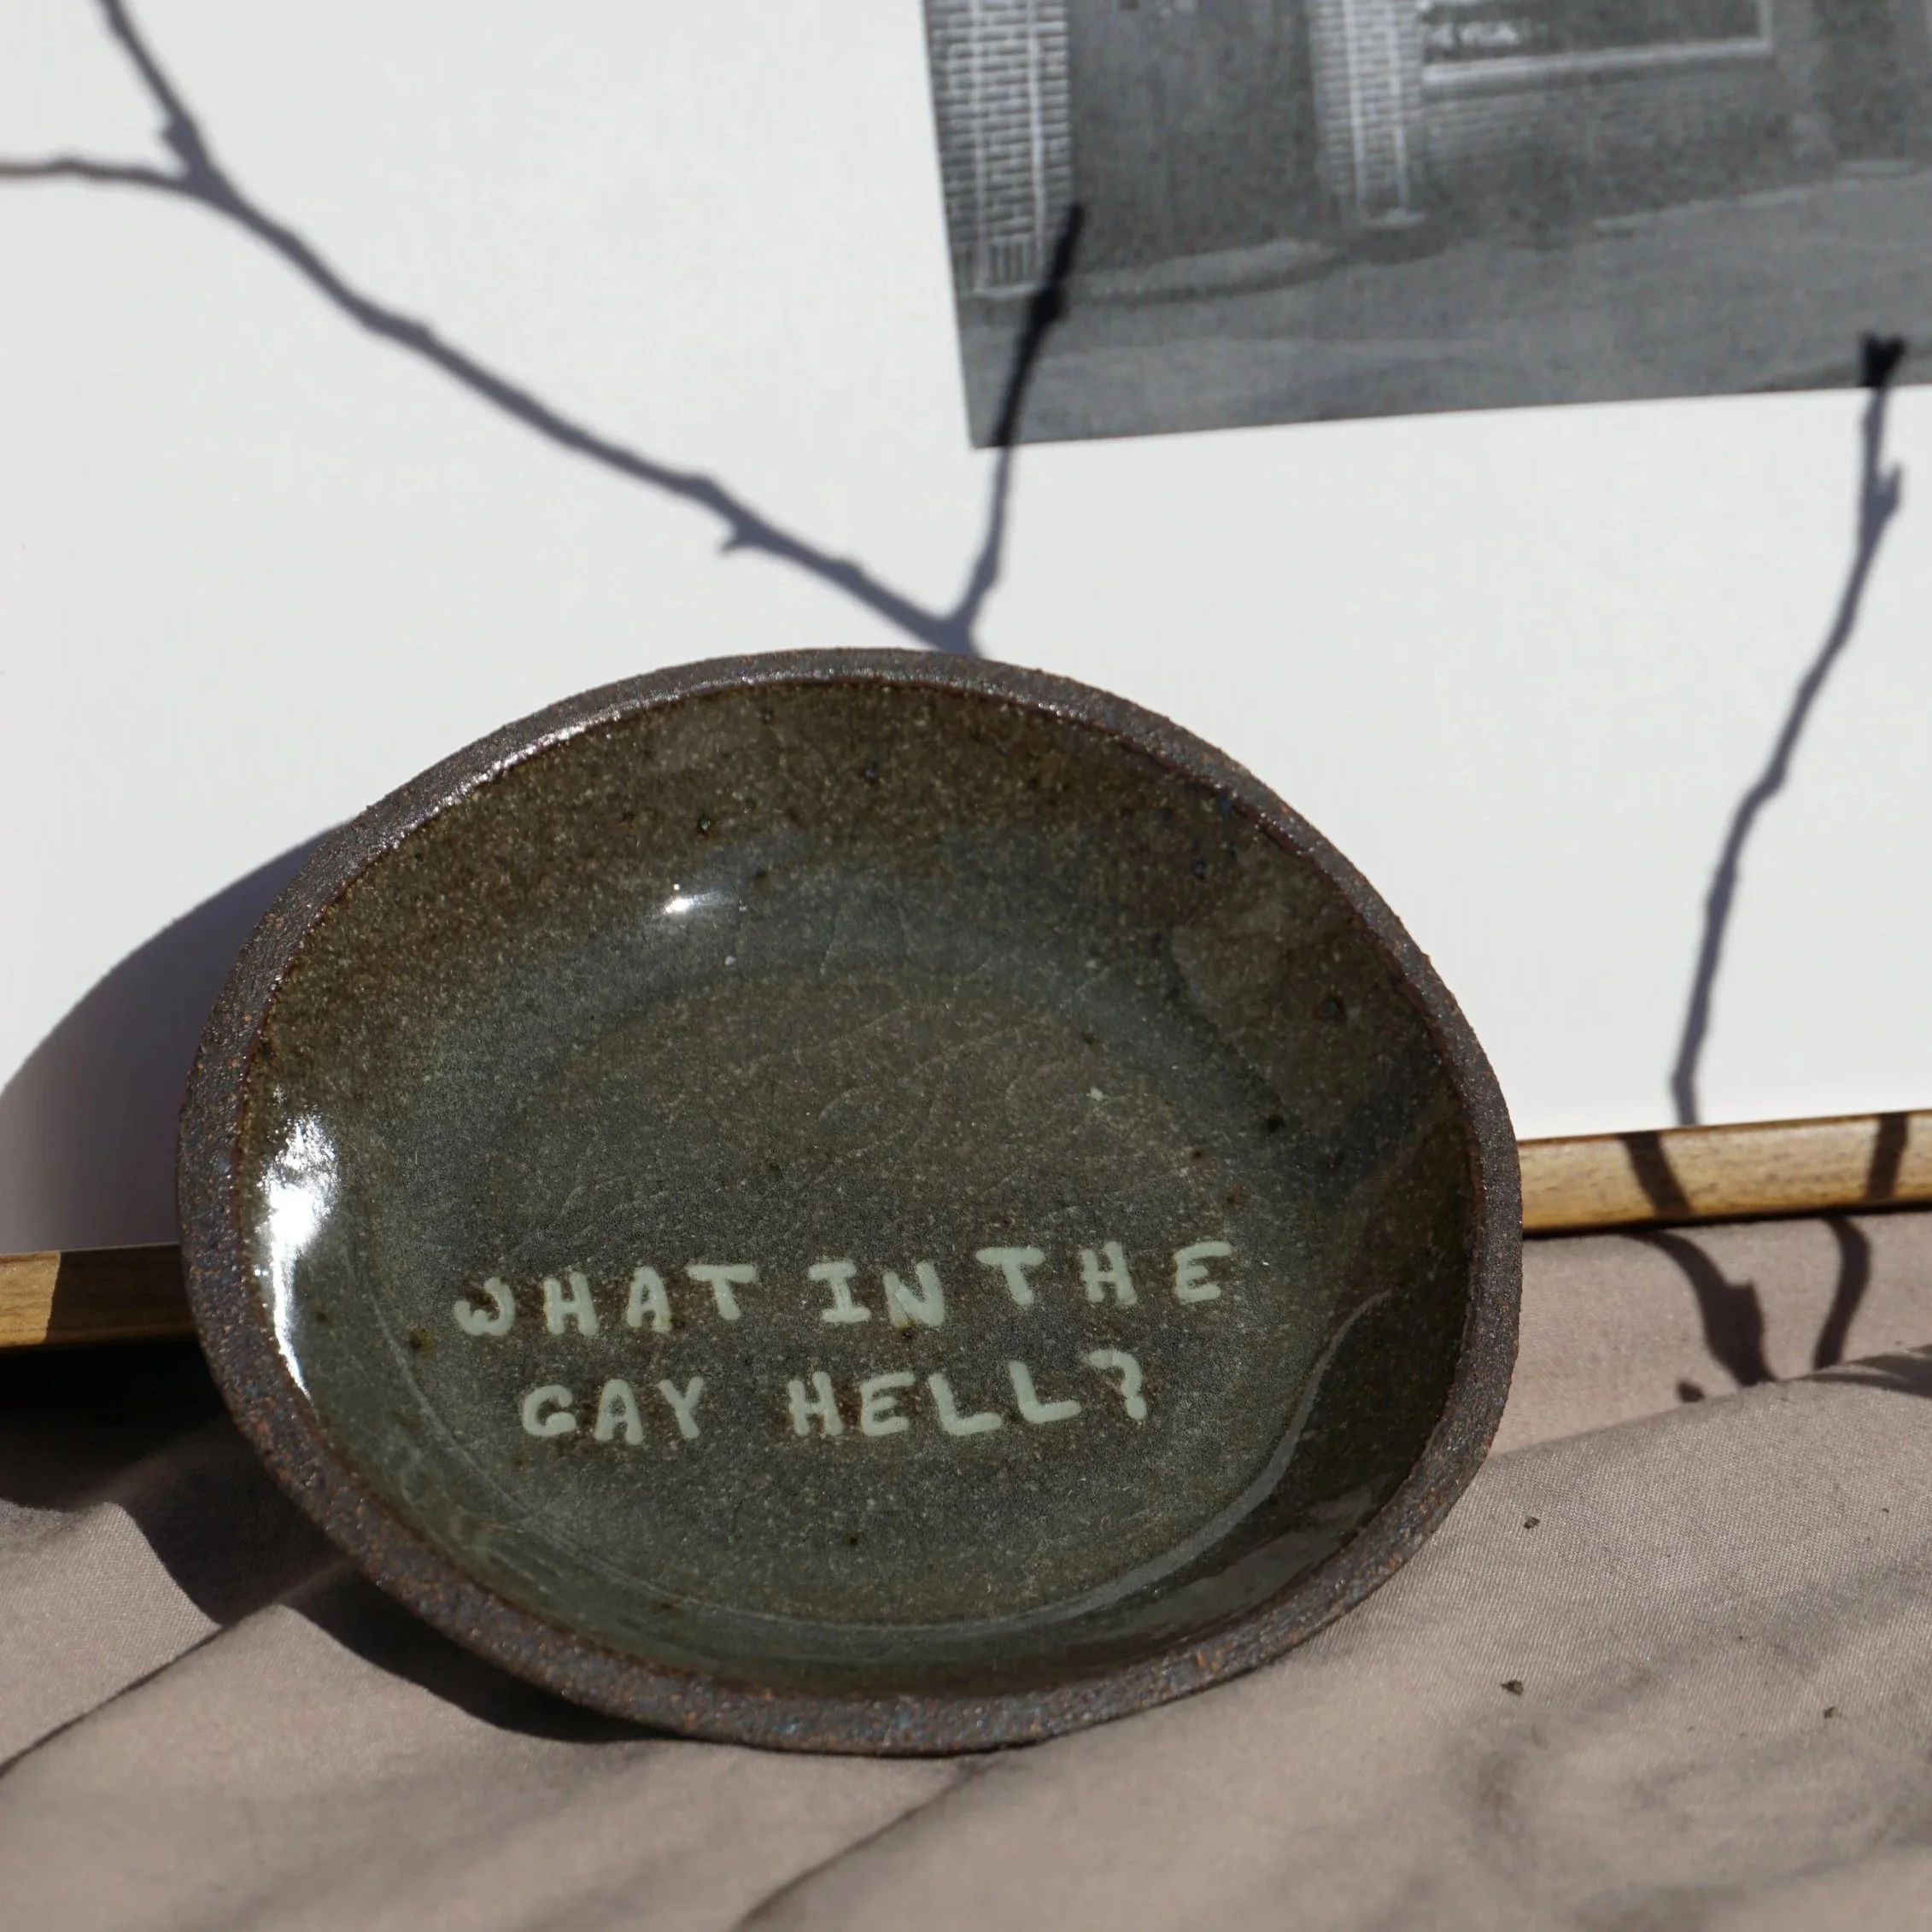 WHAT IN THE
GAY HELL?